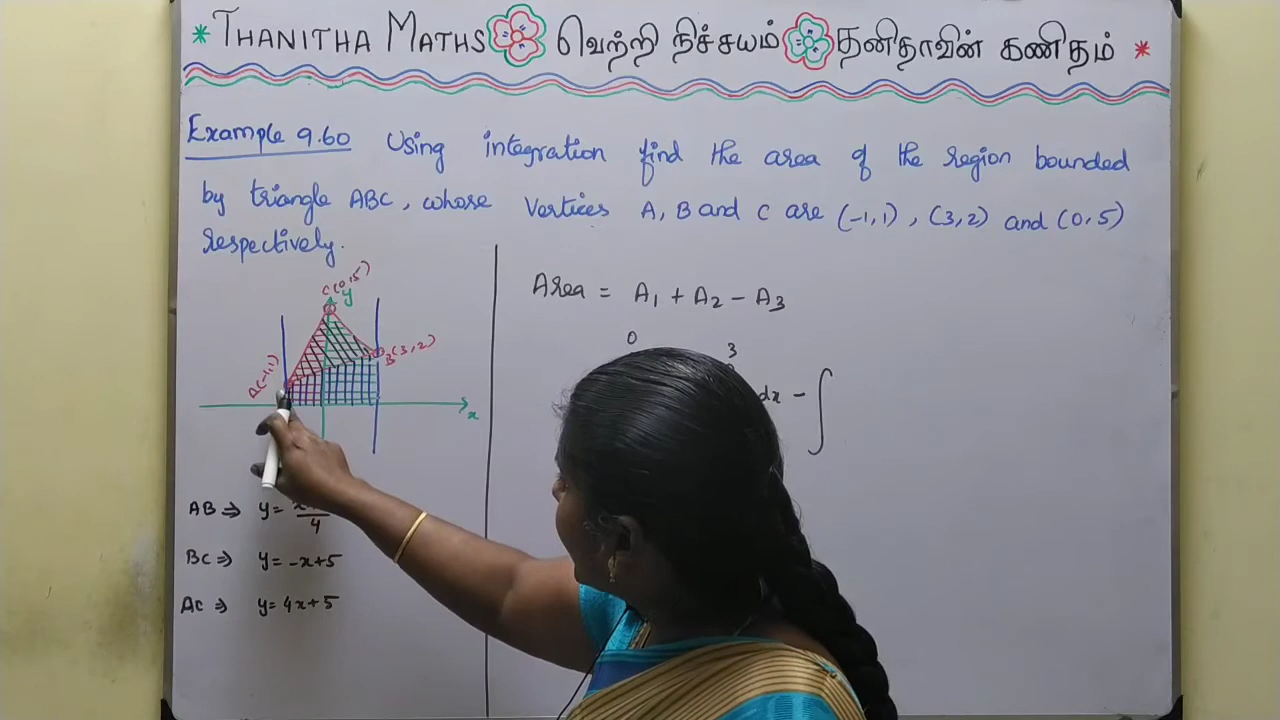 * THANITHA MATHS வெற்றி நிச்சயம் தனிதாவின் கணிதம் *
Example 9.60 Using integration find the area of the region bounded
by triangle ABC, whose Vertices A, B and C are (-1,1), (3,2) and (0,5)
respectively.
C(0,5)
y
B(3,2)
A(-1,1)
x
AB ⇒ y =
4
BC ⇒ y = -x+5
AC ⇒ y = 4x+5
Area = A₁ + A₂ - A₃
0
3
dx - ∫